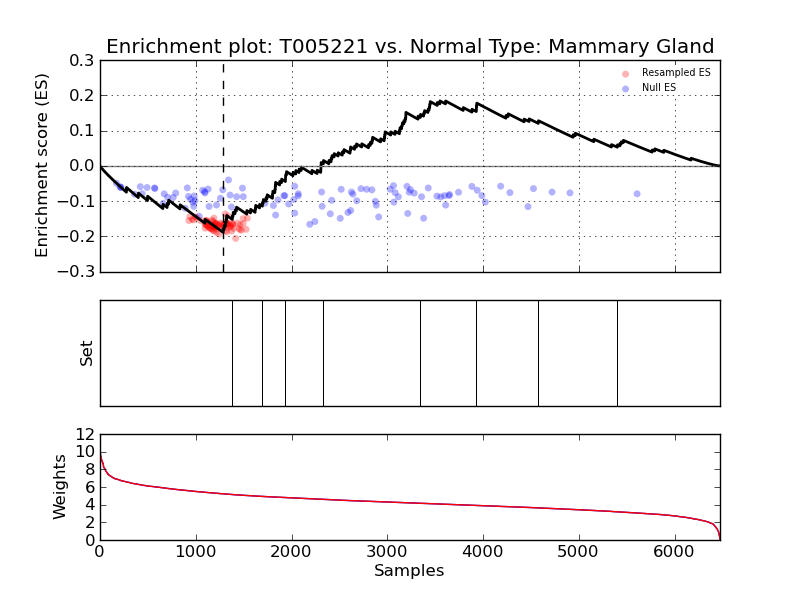 Enrichment plot: T005221 vs. Normal Type: Mammary Gland
Enrichment score (ES)
0.3
0.2
0.1
0.0
−0.1
−0.2
−0.3
Resampled ES
Null ES
Set
Weights
12
10
8
6
4
2
0
0 1000 2000 3000 4000 5000 6000
Samples